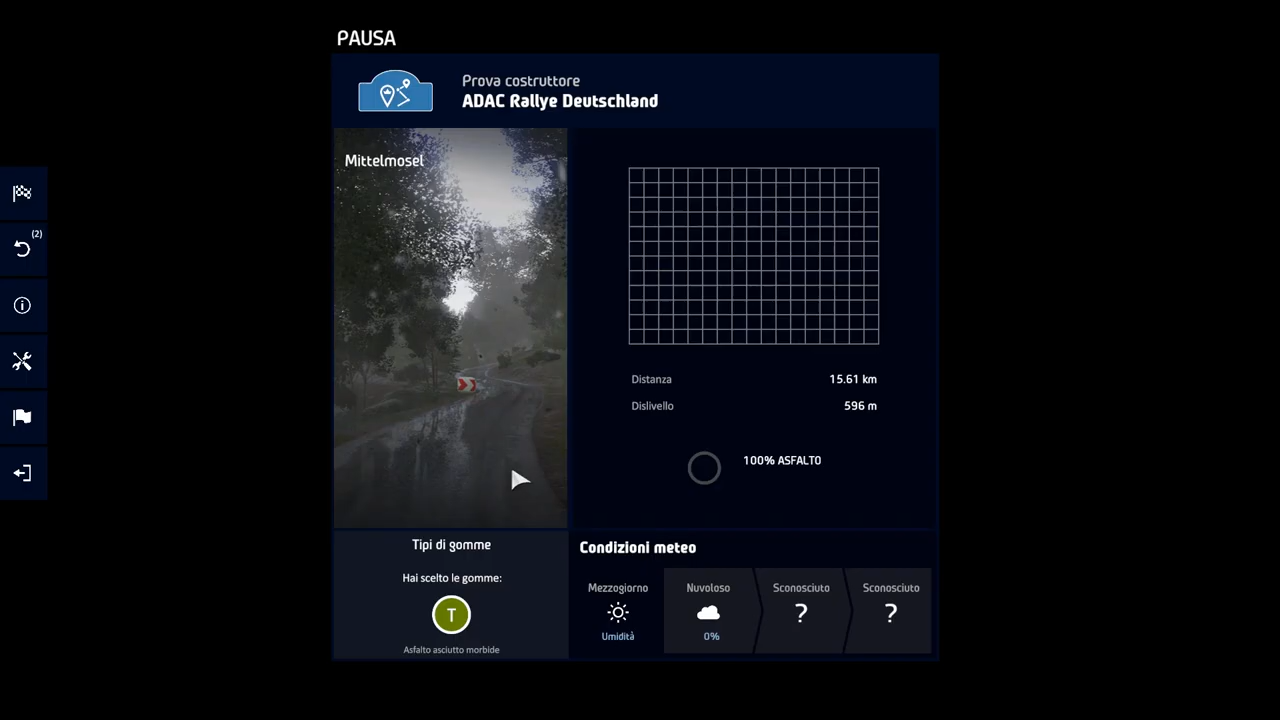 PAUSA
Prova costruttore
ADAC Rallye Deutschland
Mittelmosel
(2)
Distanza 15.61 km
Dislivello 596 m
100% ASFALTO
Tipi di gomme
Hai scelto le gomme:
T
Asfalto asciutto morbide
Condizioni meteo
Mezzogiorno Nuvoloso Sconosciuto Sconosciuto
? ?
Umidità 0%